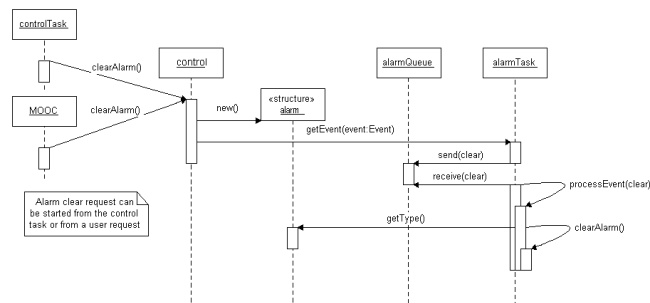 controlTask
clearAlarm()
control
alarmQueue
alarmTask
MOOC
clearAlarm()
new()
«structure»
alarm
getEvent(event:Event)
send(clear)
receive(clear)
processEvent(clear)
Alarm clear request can
be started from the control
task or from a user request
getType()
clearAlarm()